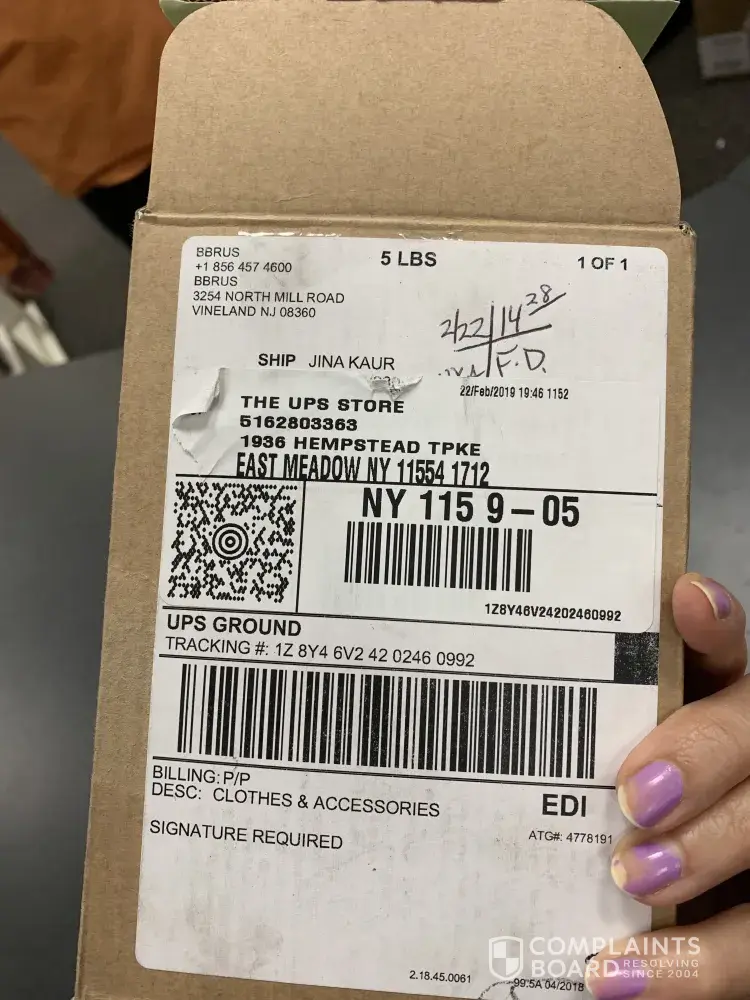 BBRUS
+1 856 457 4600
BBRUS
3254 NORTH MILL ROAD
VINELAND NJ 08360
5 LBS
1 OF 1
2/22/14 28
F.D.
SHIP JINA KAUR
22/Feb/2019 19:46 1152
THE UPS STORE
5162803363
1936 HEMPSTEAD TPKE
EAST MEADOW NY 11554 1712
NY 115 9-05
1Z8Y46V24202460992
UPS GROUND
TRACKING #: 1Z 8Y4 6V2 42 0246 0992
BILLING: P/P
DESC: CLOTHES & ACCESSORIES
EDI
SIGNATURE REQUIRED
ATG#: 4778191
2.18.45.0061
99.5A 04/2018
COMPLAINTS
BOARD RESOLVING
SINCE 2004